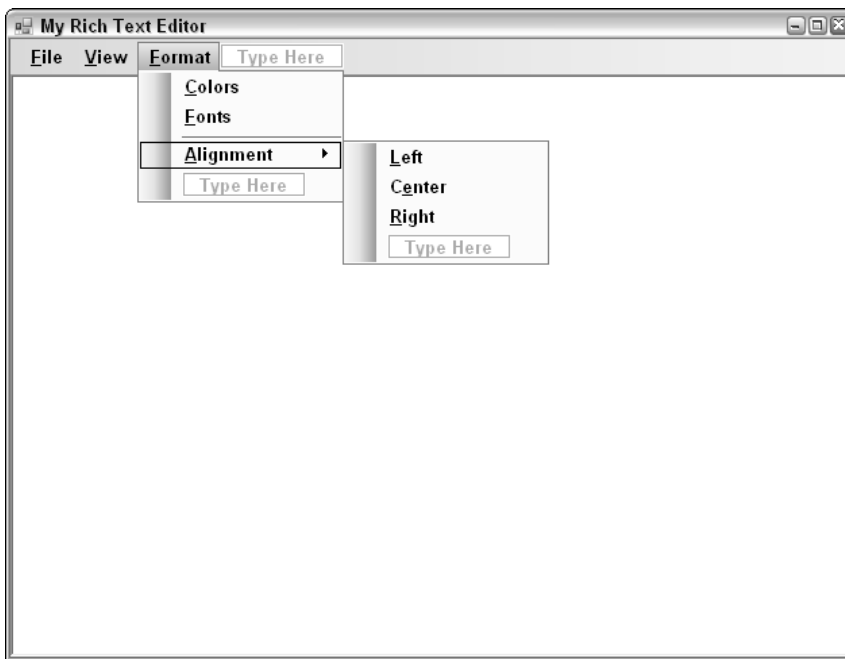 My Rich Text Editor
File View Format Type Here
Colors
Fonts
Alignment
Type Here
Left
Center
Right
Type Here